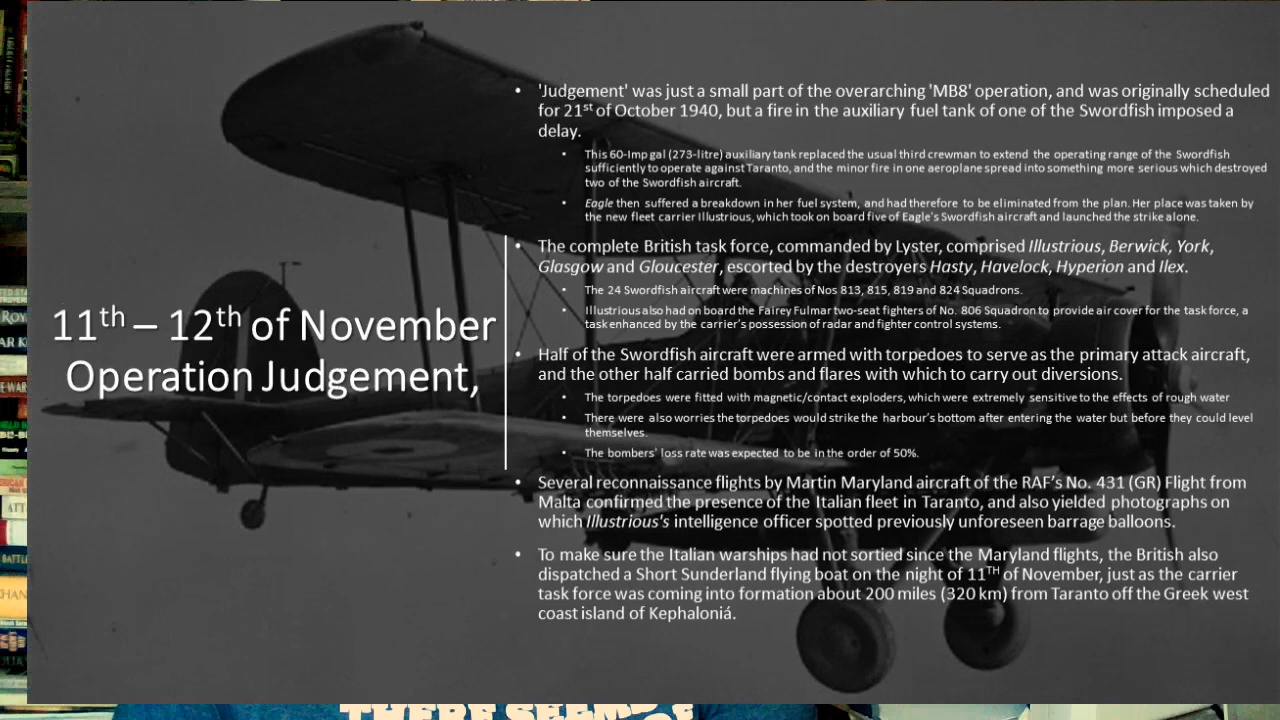 11th – 12th of November
Operation Judgement,
• 'Judgement' was just a small part of the overarching 'MB8' operation, and was originally scheduled
for 21st of October 1940, but a fire in the auxiliary fuel tank of one of the Swordfish imposed a
delay.
• This 60-Imp gal (273-litre) auxiliary tank replaced the usual third crewman to extend the operating range of the Swordfish
sufficiently to operate against Taranto, and the minor fire in one aeroplane spread into something more serious which destroyed
two of the Swordfish aircraft.
• Eagle then suffered a breakdown in her fuel system, and had therefore to be eliminated from the plan. Her place was taken by
the new fleet carrier Illustrious, which took on board five of Eagle's Swordfish aircraft and launched the strike alone.
• The complete British task force, commanded by Lyster, comprised Illustrious, Berwick, York,
Glasgow and Gloucester, escorted by the destroyers Hasty, Havelock, Hyperion and Ilex.
• The 24 Swordfish aircraft were machines of Nos 813, 815, 819 and 824 Squadrons.
• Illustrious also had on board the Fairey Fulmar two-seat fighters of No. 806 Squadron to provide air cover for the task force, a
task enhanced by the carrier's possession of radar and fighter control systems.
• Half of the Swordfish aircraft were armed with torpedoes to serve as the primary attack aircraft,
and the other half carried bombs and flares with which to carry out diversions.
• The torpedoes were fitted with magnetic/contact exploders, which were extremely sensitive to the effects of rough water
• There were also worries the torpedoes would strike the harbour's bottom after entering the water but before they could level
themselves.
• The bombers' loss rate was expected to be in the order of 50%.
• Several reconnaissance flights by Martin Maryland aircraft of the RAF's No. 431 (GR) Flight from
Malta confirmed the presence of the Italian fleet in Taranto, and also yielded photographs on
which Illustrious's intelligence officer spotted previously unforeseen barrage balloons.
• To make sure the Italian warships had not sortied since the Maryland flights, the British also
dispatched a Short Sunderland flying boat on the night of 11TH of November, just as the carrier
task force was coming into formation about 200 miles (320 km) from Taranto off the Greek west
coast island of Kephaloniá.